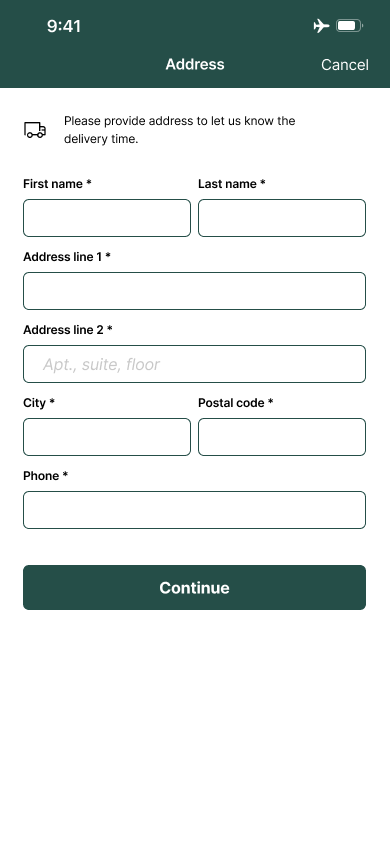 9:41
Address
Cancel
Please provide address to let us know the
delivery time.
First name *
Last name *
Address line 1 *
Address line 2 *
Apt., suite, floor
City *
Postal code *
Phone *
Continue